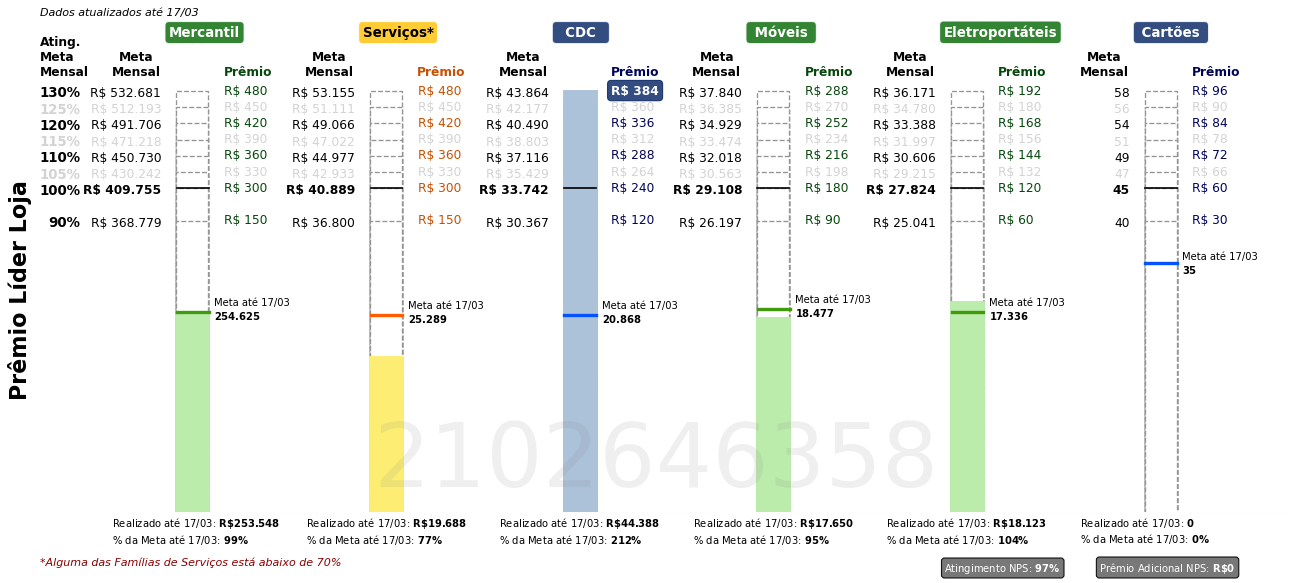 Dados atualizados até 17/03
Mercantil Serviços* CDC Móveis Eletroportáteis Cartões
Ating. Meta Mensal Meta Mensal Prêmio Meta Mensal Prêmio Meta Mensal Prêmio Meta Mensal Prêmio Meta Mensal Prêmio Meta Mensal Prêmio
130% R$ 532.681 R$ 480 R$ 53.155 R$ 480 R$ 43.864 R$ 384 R$ 37.840 R$ 288 R$ 36.171 R$ 192 58 R$ 96
125% R$ 512.193 R$ 450 R$ 51.111 R$ 450 R$ 42.177 R$ 360 R$ 36.385 R$ 270 R$ 34.780 R$ 180 56 R$ 90
120% R$ 491.706 R$ 420 R$ 49.066 R$ 420 R$ 40.490 R$ 336 R$ 34.929 R$ 252 R$ 33.388 R$ 168 54 R$ 84
115% R$ 471.218 R$ 390 R$ 47.022 R$ 390 R$ 38.803 R$ 312 R$ 33.474 R$ 234 R$ 31.997 R$ 156 51 R$ 78
110% R$ 450.730 R$ 360 R$ 44.977 R$ 360 R$ 37.116 R$ 288 R$ 32.018 R$ 216 R$ 30.606 R$ 144 49 R$ 72
105% R$ 430.242 R$ 330 R$ 42.933 R$ 330 R$ 35.429 R$ 264 R$ 30.563 R$ 198 R$ 29.215 R$ 132 47 R$ 66
100% R$ 409.755 R$ 300 R$ 40.889 R$ 300 R$ 33.742 R$ 240 R$ 29.108 R$ 180 R$ 27.824 R$ 120 45 R$ 60
90% R$ 368.779 R$ 150 R$ 36.800 R$ 150 R$ 30.367 R$ 120 R$ 26.197 R$ 90 R$ 25.041 R$ 60 40 R$ 30
Prêmio Líder Loja
Meta até 17/03
254.625
Meta até 17/03
25.289
Meta até 17/03
20.868
Meta até 17/03
18.477
Meta até 17/03
17.336
Meta até 17/03
35
2102646358
Realizado até 17/03: R$253.548
% da Meta até 17/03: 99%
Realizado até 17/03: R$19.688
% da Meta até 17/03: 77%
Realizado até 17/03: R$44.388
% da Meta até 17/03: 212%
Realizado até 17/03: R$17.650
% da Meta até 17/03: 95%
Realizado até 17/03: R$18.123
% da Meta até 17/03: 104%
Realizado até 17/03: 0
% da Meta até 17/03: 0%
*Alguma das Famílias de Serviços está abaixo de 70%
Atingimento NPS: 97%
Prêmio Adicional NPS: R$0